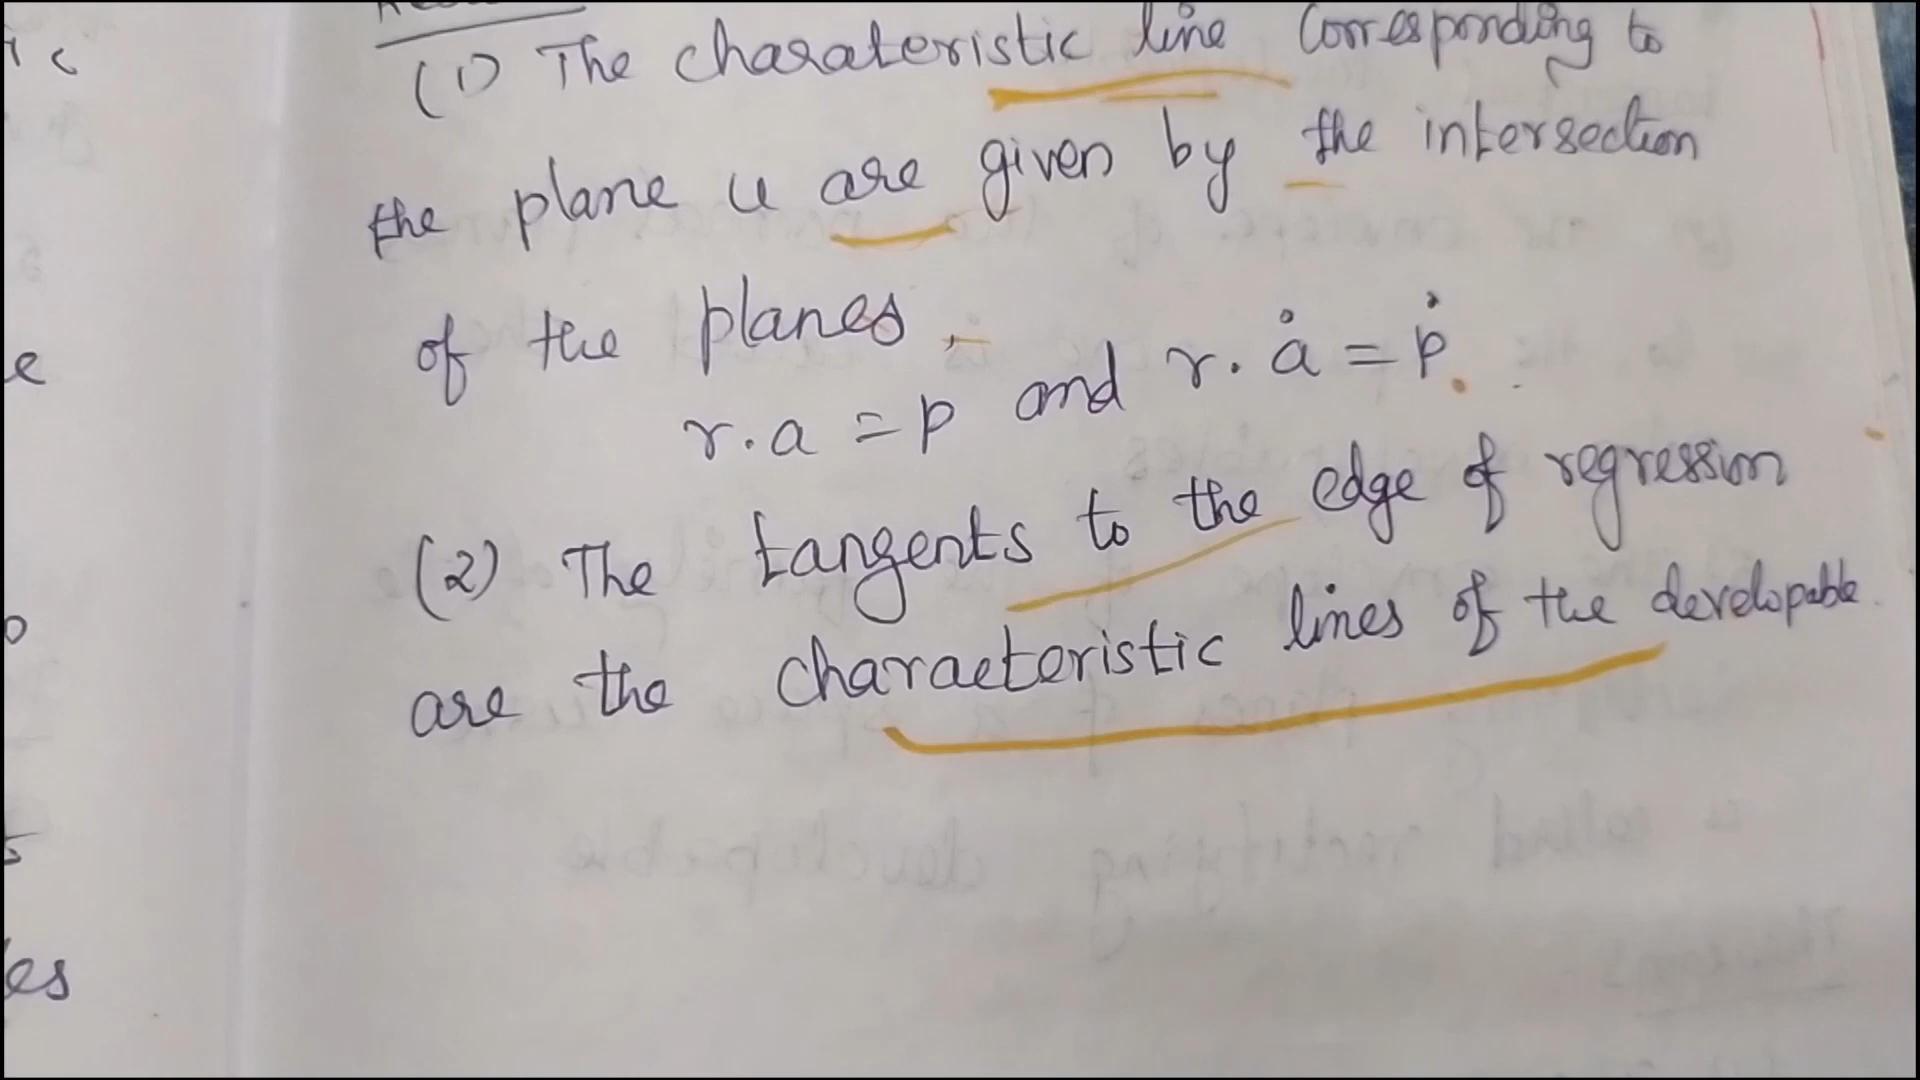 (1) The charateristic line Corresponding to
the plane u are given by the intersection
of the planes.
r. a = p and r. ȧ = ṗ.
(2) The tangents to the edge of regression
are the characteristic lines of the developable.
e
es